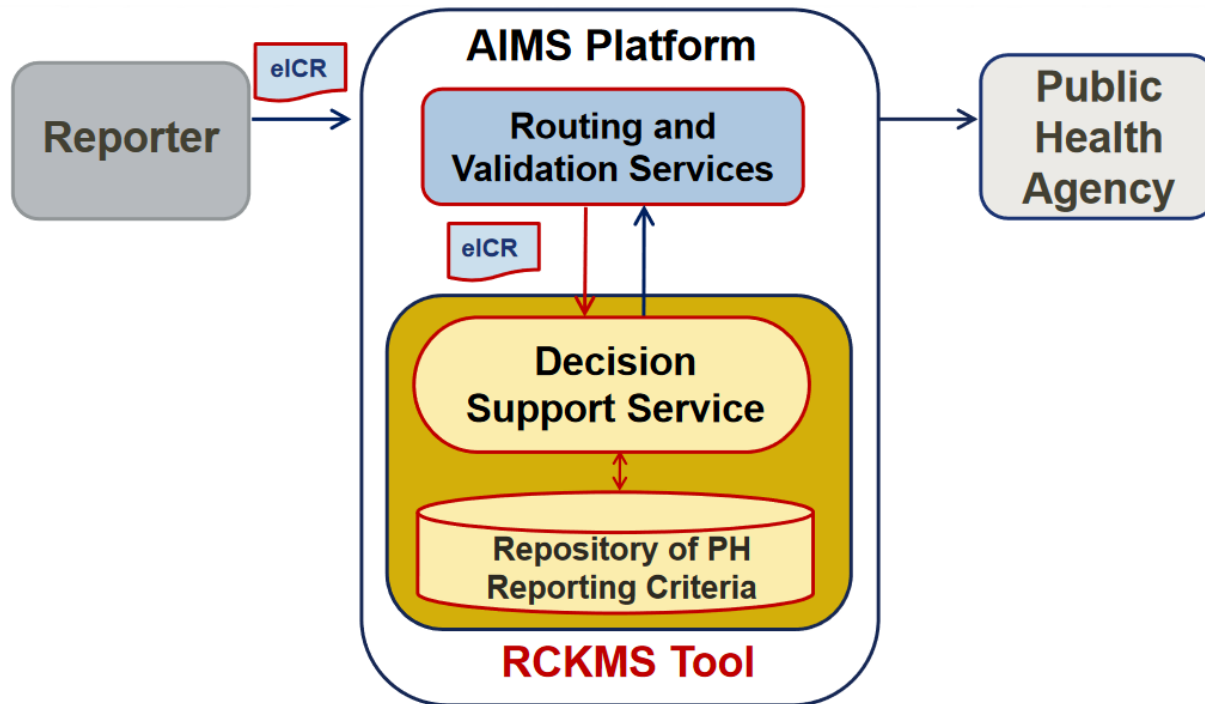 AIMS Platform
eICR
Reporter
Routing and
Validation Services
Public
Health
Agency
eICR
Decision
Support Service
Repository of PH
Reporting Criteria
RCKMS Tool